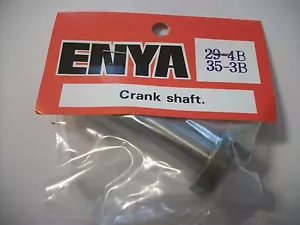 ENYA
29-4B
35-3B
Crank shaft.